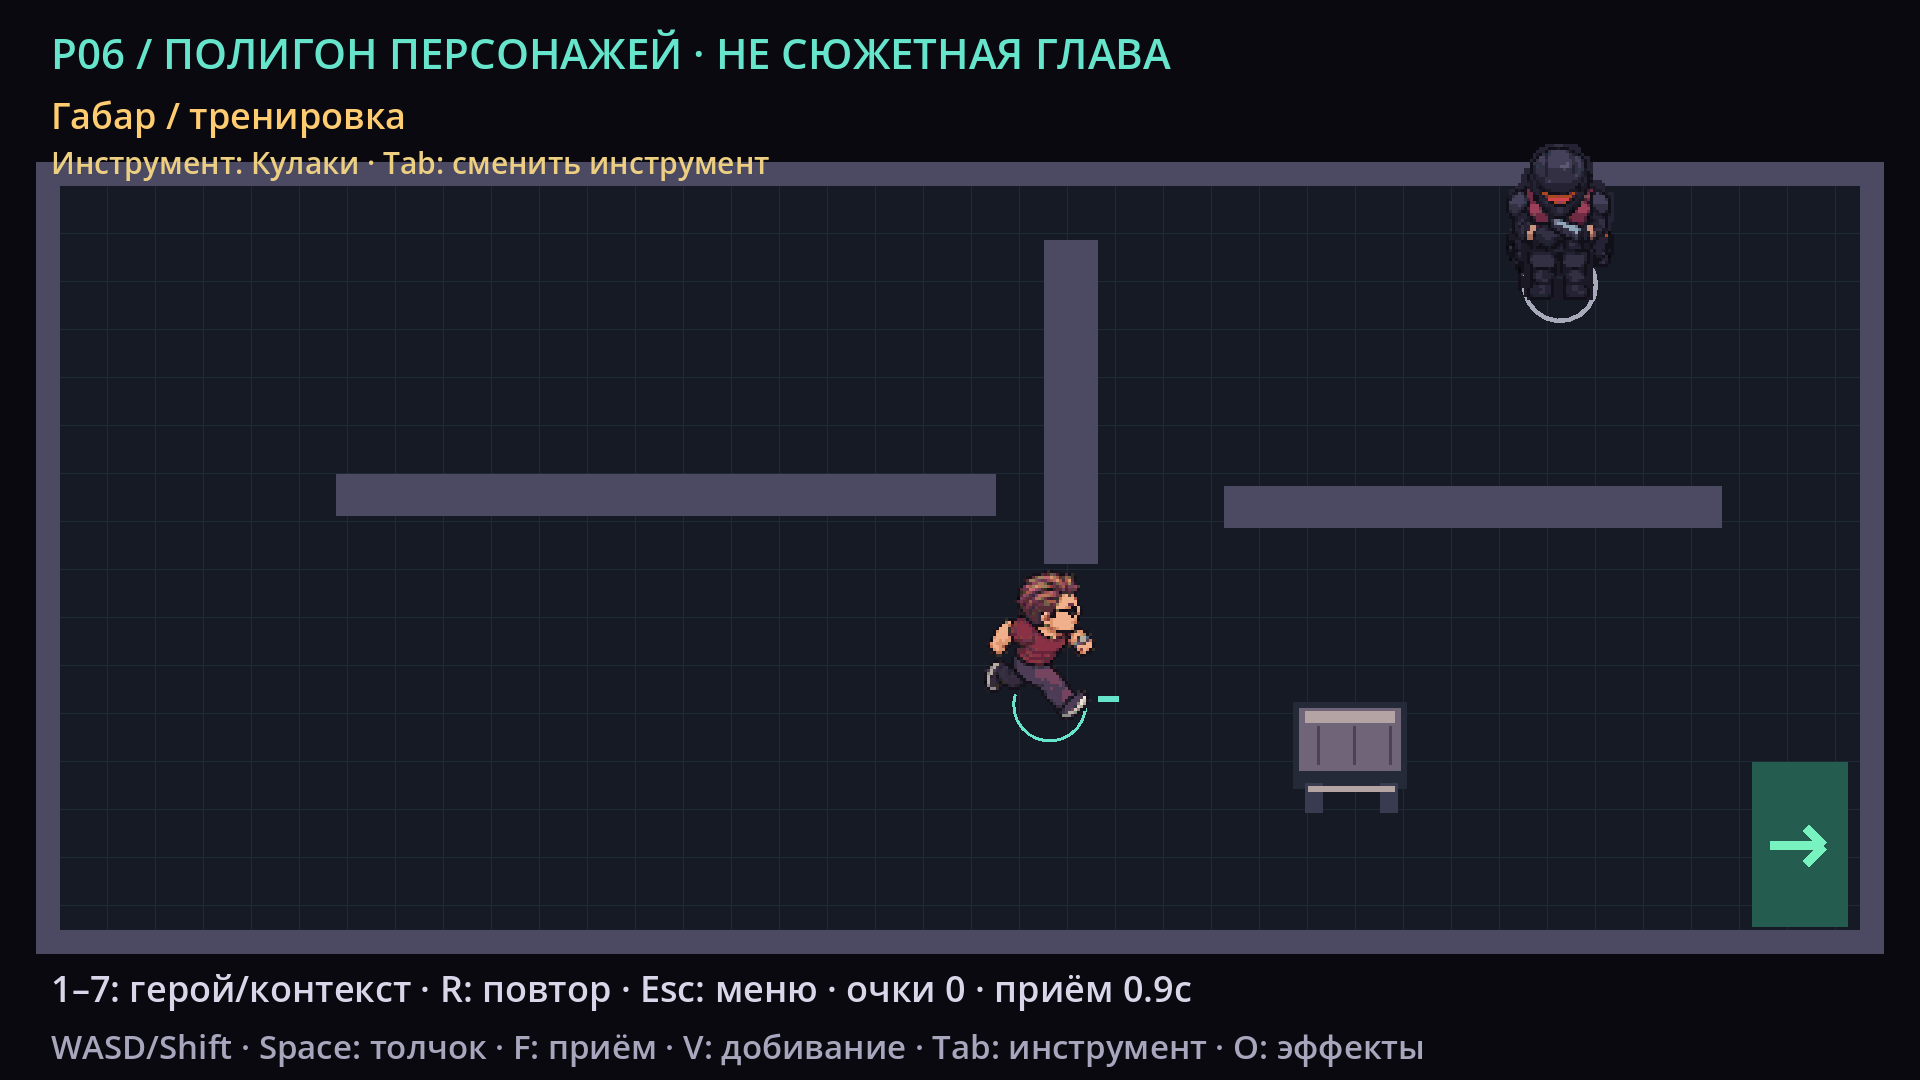 P06 / ПОЛИГОН ПЕРСОНАЖЕЙ · НЕ СЮЖЕТНАЯ ГЛАВА
Габар / тренировка
Инструмент: Кулаки · Tab: сменить инструмент
1–7: герой/контекст · R: повтор · Esc: меню · очки 0 · приём 0.9с
WASD/Shift · Space: толчок · F: приём · V: добивание · Tab: инструмент · O: эффекты